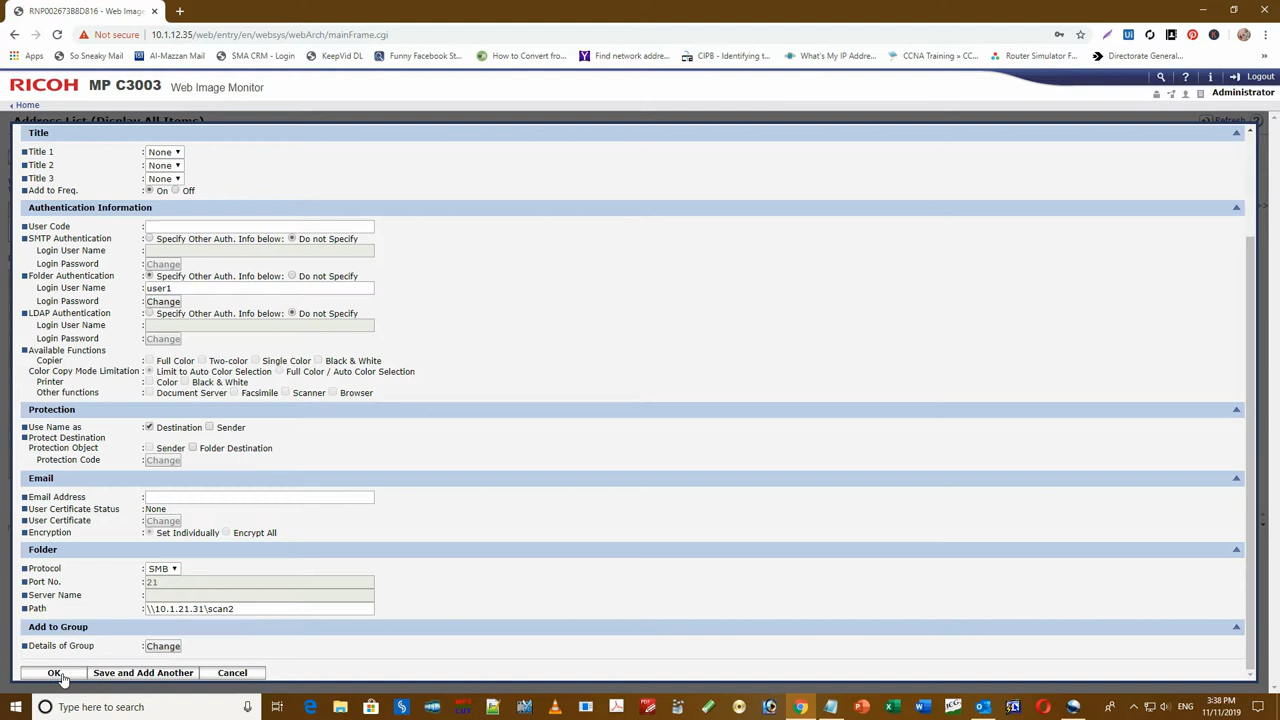 RNP002673B8D816 - Web Imag
Not secure | 10.1.12.35/web/entry/en/websys/webArch/mainFrame.cgi
Apps So Sneaky Mail Al-Mazzan Mail SMA CRM - Login KeepVid DL Funny Facebook St... How to Convert fro... Find network addre... CIPB - Identifying t... What's My IP Addre... CCNA Training » CC... Router Simulator F... Directorate General...
RICOH MP C3003 Web Image Monitor
Logout
Administrator
Home
Address List (Display All Items)
Refresh
Title
Title 1 : None
Title 2 : None
Title 3 : None
Add to Freq. : On Off
Authentication Information
User Code :
SMTP Authentication : Specify Other Auth. Info below: Do not Specify
Login User Name :
Login Password : Change
Folder Authentication : Specify Other Auth. Info below: Do not Specify
Login User Name : user1
Login Password : Change
LDAP Authentication : Specify Other Auth. Info below: Do not Specify
Login User Name :
Login Password : Change
Available Functions
Copier : Full Color Two-color Single Color Black & White
Color Copy Mode Limitation : Limit to Auto Color Selection Full Color / Auto Color Selection
Printer : Color Black & White
Other functions : Document Server Facsimile Scanner Browser
Protection
Use Name as : Destination Sender
Protect Destination
Protection Object : Sender Folder Destination
Protection Code : Change
Email
Email Address :
User Certificate Status : None
User Certificate : Change
Encryption : Set Individually Encrypt All
Folder
Protocol : SMB
Port No. : 21
Server Name :
Path : \\10.1.21.31\scan2
Add to Group
Details of Group : Change
OK Save and Add Another Cancel
Type here to search
3:38 PM
11/11/2019